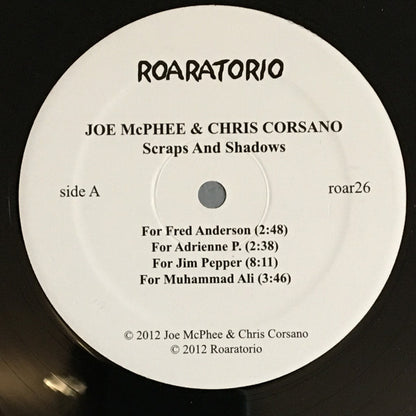 ROARATORIO
JOE McPHEE & CHRIS CORSANO
Scraps And Shadows
side A
roar26
For Fred Anderson (2:48)
For Adrienne P. (2:38)
For Jim Pepper (8:11)
For Muhammad Ali (3:46)
© 2012 Joe McPhee & Chris Corsano
© 2012 Roaratorio